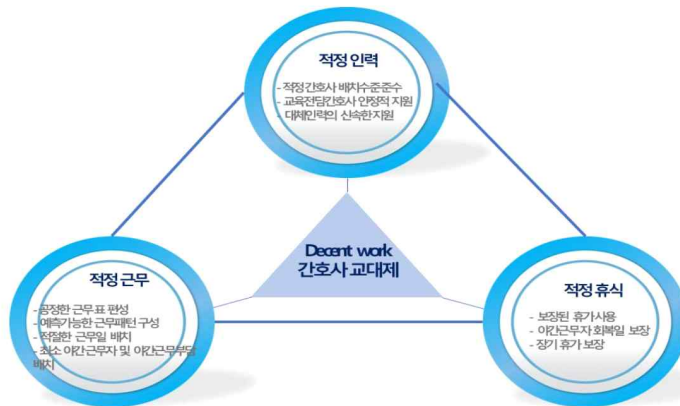 적정 인력
- 적정 간호사 배치수준 준수
- 교육전담간호사 안정적 지원
- 대체인력의 신속한 지원
Decent work
간호사 교대제
적정 근무
- 공정한 근무표 편성
- 예측가능한 근무패턴 구성
- 적절한 근무일 배치
- 최소 야간 근무자 및 야간근무부담
배치
적정 휴식
- 보장된 휴가 사용
- 야간근무자 회복일 보장
- 장기 휴가 보장